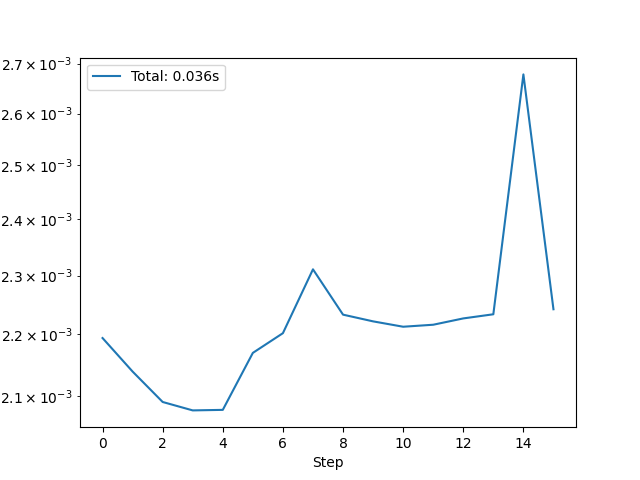 Total: 0.036s
2.7 × 10⁻³
2.6 × 10⁻³
2.5 × 10⁻³
2.4 × 10⁻³
2.3 × 10⁻³
2.2 × 10⁻³
2.1 × 10⁻³
0 2 4 6 8 10 12 14
Step